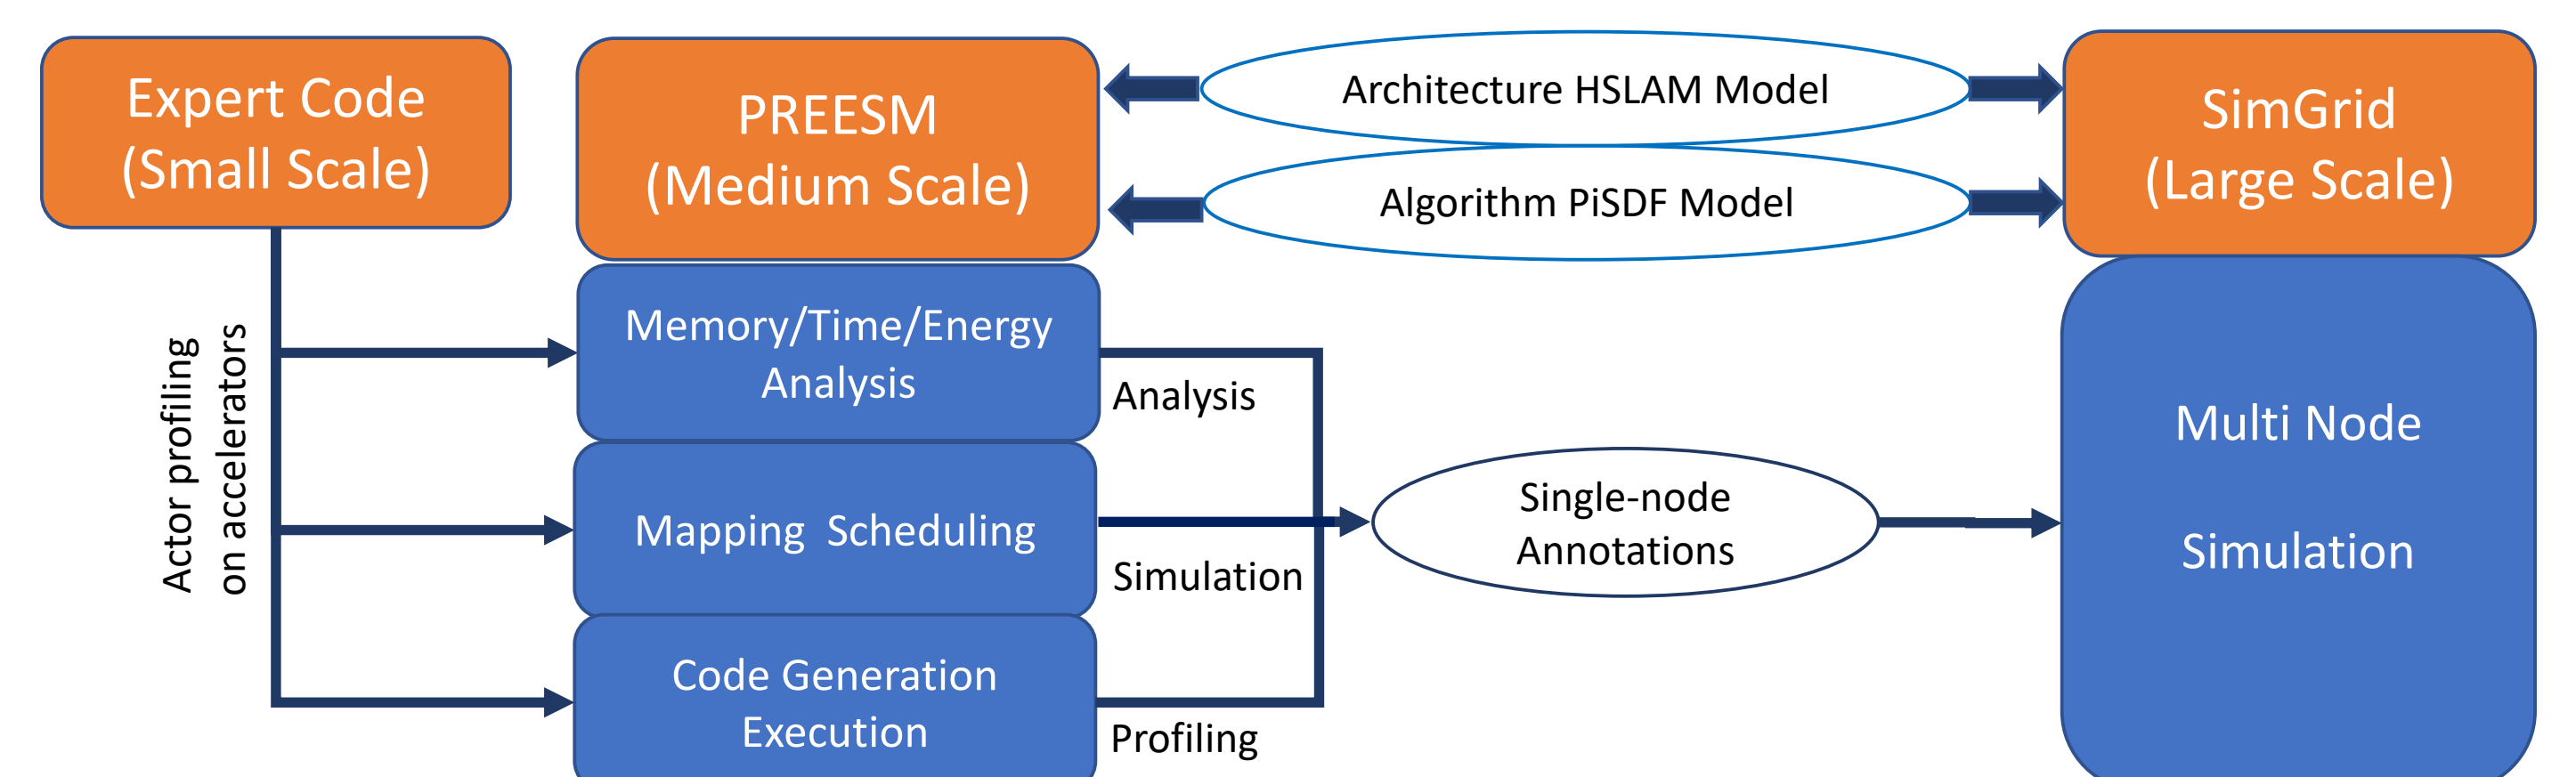 Expert Code
(Small Scale)
PREESM
(Medium Scale)
Architecture HSLAM Model
Algorithm PiSDF Model
SimGrid
(Large Scale)
Actor profiling
on accelerators
Memory/Time/Energy
Analysis
Analysis
Mapping Scheduling
Simulation
Code Generation
Execution
Profiling
Single-node
Annotations
Multi Node
Simulation